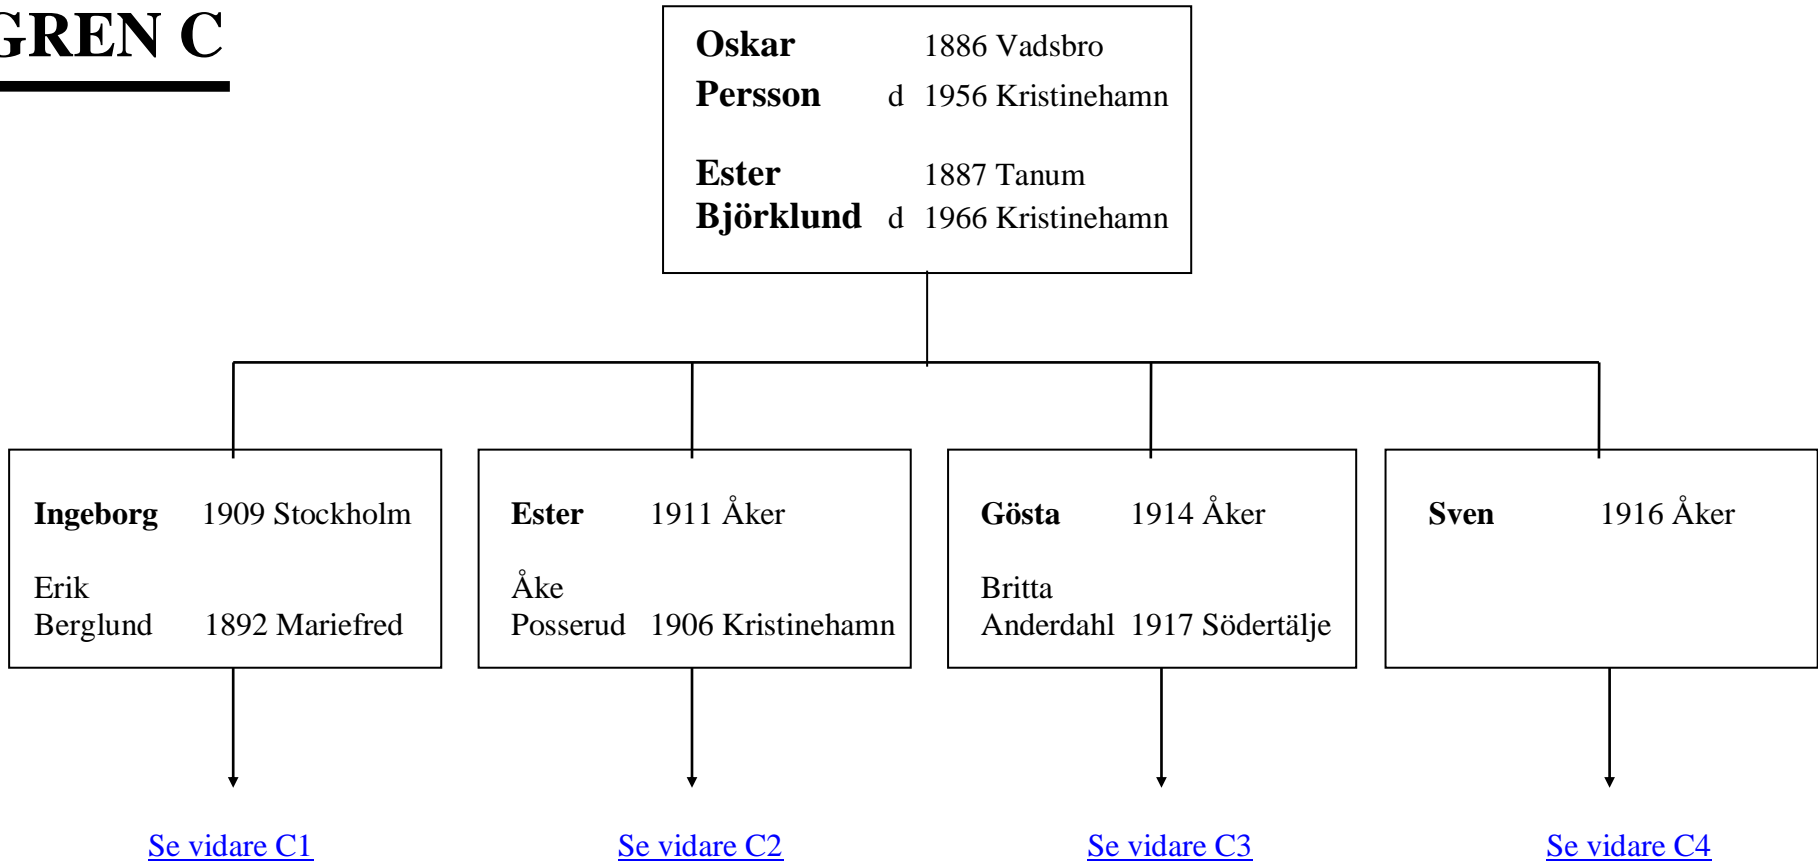 GREN C
Oskar 1886 Vadsbro
Persson d 1956 Kristinehamn
Ester 1887 Tanum
Björklund d 1966 Kristinehamn
Ingeborg 1909 Stockholm
Erik
Berglund 1892 Mariefred
Ester 1911 Åker
Åke
Posserud 1906 Kristinehamn
Gösta 1914 Åker
Britta
Anderdahl 1917 Södertälje
Sven 1916 Åker
Se vidare C1
Se vidare C2
Se vidare C3
Se vidare C4